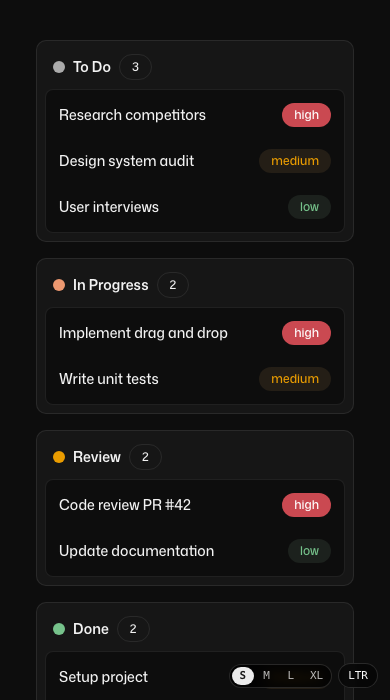 To Do 3
Research competitors high
Design system audit medium
User interviews low
In Progress 2
Implement drag and drop high
Write unit tests medium
Review 2
Code review PR #42 high
Update documentation low
Done 2
Setup project
S M L XL LTR